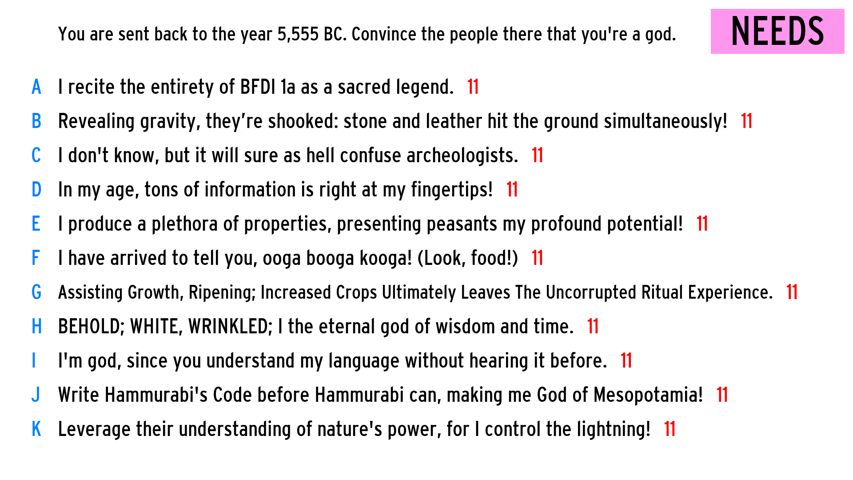 You are sent back to the year 5,555 BC. Convince the people there that you're a god.
NEEDS
A I recite the entirety of BFDI 1a as a sacred legend. 11
B Revealing gravity, they’re shooked: stone and leather hit the ground simultaneously! 11
C I don't know, but it will sure as hell confuse archeologists. 11
D In my age, tons of information is right at my fingertips! 11
E I produce a plethora of properties, presenting peasants my profound potential! 11
F I have arrived to tell you, ooga booga kooga! (Look, food!) 11
G Assisting Growth, Ripening; Increased Crops Ultimately Leaves The Uncorrupted Ritual Experience. 11
H BEHOLD; WHITE, WRINKLED; I the eternal god of wisdom and time. 11
I I'm god, since you understand my language without hearing it before. 11
J Write Hammurabi's Code before Hammurabi can, making me God of Mesopotamia! 11
K Leverage their understanding of nature's power, for I control the lightning! 11